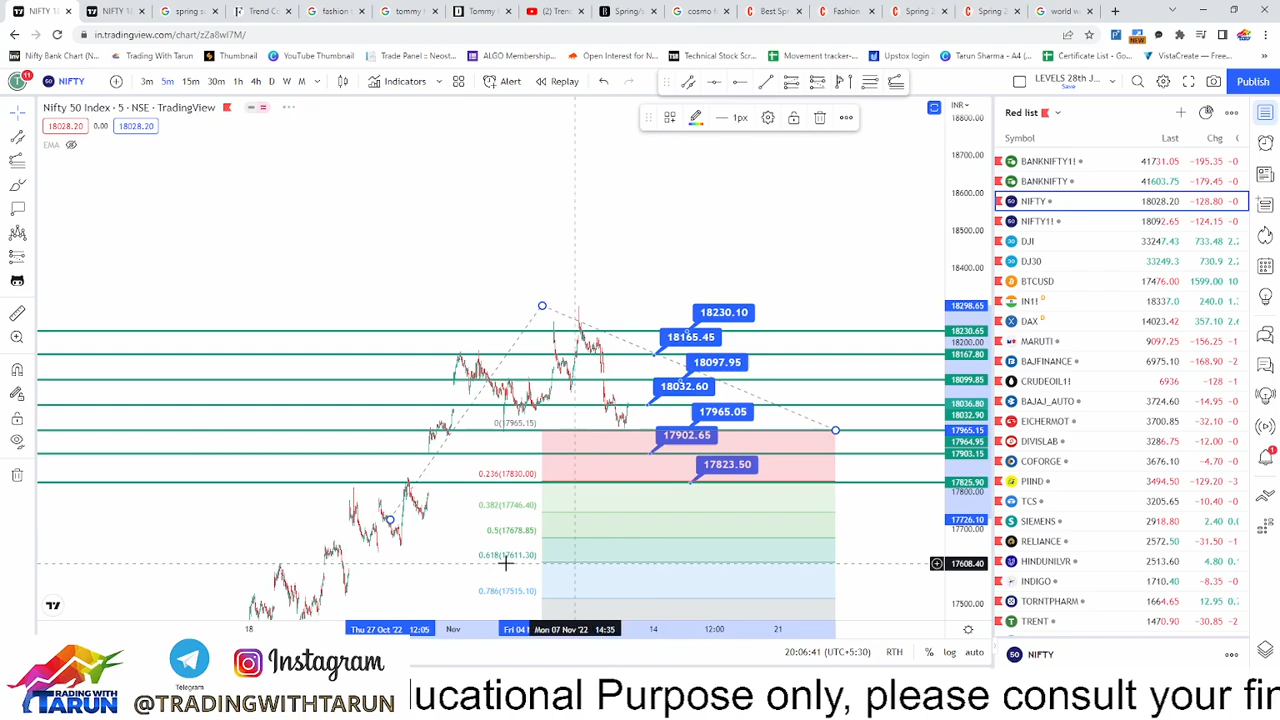 NIFTY 18
NIFTY 18
spring s
Trend Co
fashion
tommy
Tommy
(2) Trend
Spring/s
cosmo
Best Spri
Fashion
Spring 2
Spring 2
world w
in.tradingview.com/chart/zZa8wI7M/
NEW
Nifty Bank Chart (N...
Trading With Tarun
Thumbnail
YouTube Thumbnail
Trade Panel :: Nestt...
ALGO Membership...
Open Interest for N...
Technical Stock Scr...
Movement tracker...
Upstox login
Tarun Sharma - A4 (...
Certificate List - Go...
VistaCreate — Free...
11
NIFTY
3m 5m 15m 30m 1h 4h D W M
Indicators
Alert
Replay
LEVELS 28th J...
Save
Publish
Nifty 50 Index · 5 · NSE · TradingView
18028.20 0.00 18028.20
EMA
1px
INR
18800.00
18700.00
18600.00
18500.00
18400.00
18298.65
18230.65
18200.00
18167.80
18099.85
18036.80
18032.90
17965.15
17964.95
17903.15
17825.90
17800.00
17726.10
17700.00
17608.40
17500.00
18230.10
18165.45
18097.95
18032.60
17965.05
17902.65
17823.50
0(17965.15)
0.236(17830.00)
0.382(17746.40)
0.5(17678.85)
0.618(17611.30)
0.786(17515.10)
18 Thu 27 Oct '22 12:05 Nov Fri 04 Mon 07 Nov '22 14:35 14 12:00 21
20:06:41 (UTC+5:30) RTH % log auto
Red list
Symbol Last Chg
BANKNIFTY1! 41731.05 −195.35 −0
BANKNIFTY 41603.75 −179.45 −0
NIFTY 18028.20 −128.80 −0
NIFTY1! 18092.65 −124.15 −0
DJI 33247.43 733.48 2.2
DJ30 33249.3 730.9 2.2
BTCUSD 17476.00 1599.00 10
IN1! D 18337.0 240.0 1.3
DAX D 14023.42 357.10 2.6
MARUTI 9097.25 −156.25 −1
BAJFINANCE 6975.10 −168.90 −2
CRUDEOIL1! 6936 −128 −1
BAJAJ_AUTO 3724.60 −14.95 −0
EICHERMOT 3700.85 −32.10 −0
DIVISLAB 3286.75 −12.00 −0
COFORGE 3676.10 −4.70 −0
PIIND 3494.50 −129.20 −3
TCS 3205.65 −10.40 −0
SIEMENS 2918.80 2.40 0.0
RELIANCE 2572.50 −31.50 −1
HINDUNILVR 2513.60 4.80 0.1
INDIGO 1710.40 −8.35 −0
TORNTPHARM 1664.65 12.95 0.7
TRENT 1470.90 −30.85 −2
NIFTY
TRADING WITH
TARUN
Telegram
Instagram
@TRADINGWITHTARUN
ucational Purpose only, please consult your fin